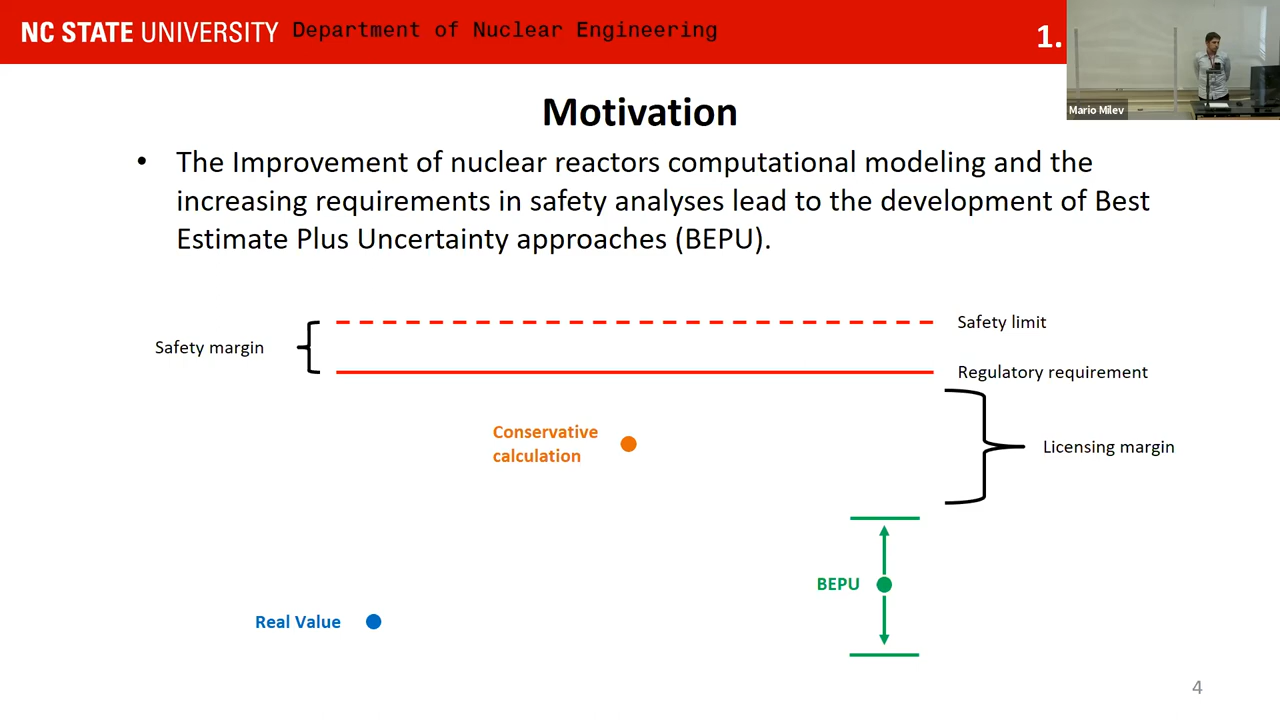 NC STATE UNIVERSITY Department of Nuclear Engineering
1.
Mario Milev
Motivation
• The Improvement of nuclear reactors computational modeling and the
increasing requirements in safety analyses lead to the development of Best
Estimate Plus Uncertainty approaches (BEPU).
Safety limit
Safety margin
Regulatory requirement
Conservative
calculation
Licensing margin
BEPU
Real Value
4